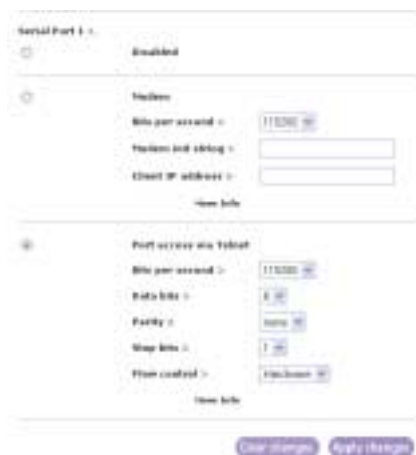 Serial Port 1 :.
Disabled
Modem
Bits per second :. 115200
Modem init string :.
Client IP address :.
More Info
Port access via Telnet
Bits per second :. 115200
Data bits :. 8
Parity :. none
Stop bits :. 1
Flow control :. Hardware
More Info
Clear changes Apply changes